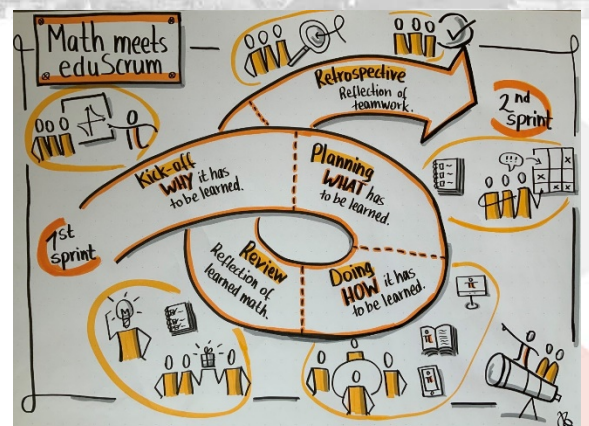 Math meets
eduScrum
1st
sprint
Kick-off
WHY it has
to be learned.
Planning
WHAT has
to be learned.
Doing
HOW it has
to be learned.
Review
Reflection of
learned math.
Retrospective
Reflection of
teamwork.
2nd
sprint
(!!!)
x
x
x
M
π
π
π